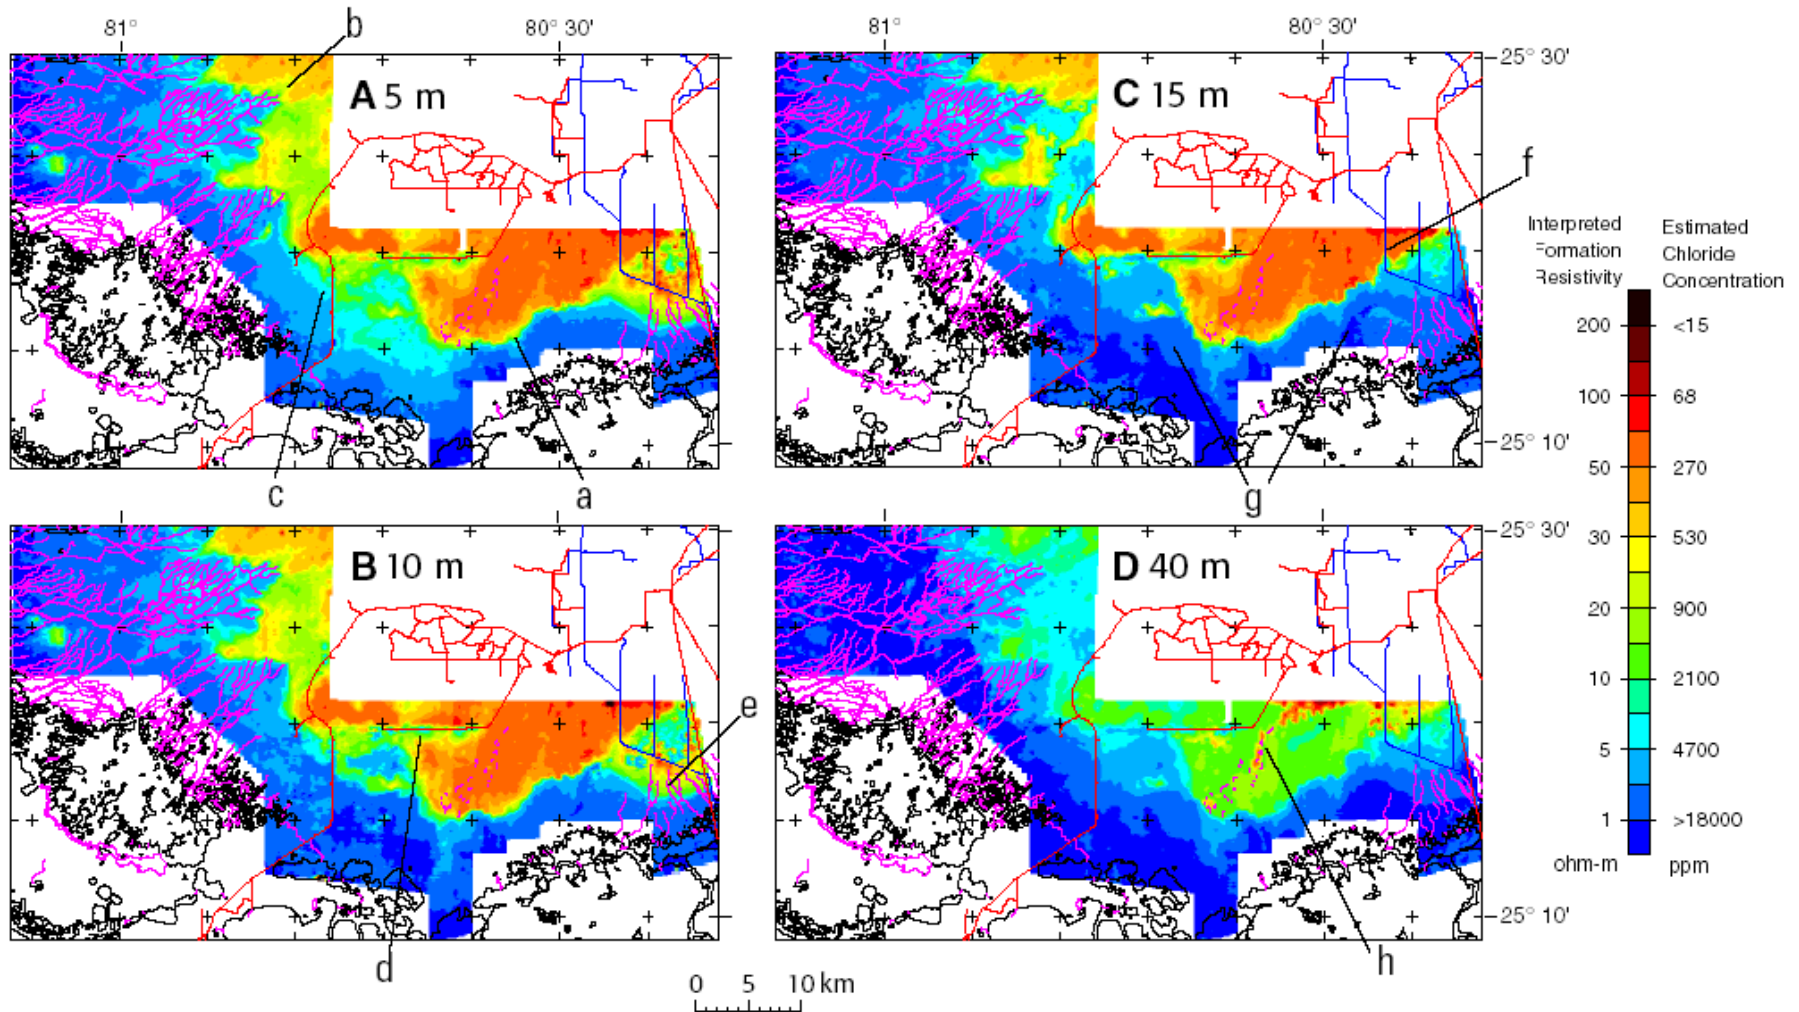 b
81°
80° 30'
81°
80° 30'
A 5 m
C 15 m
25° 30'
f
Interpreted
Formation
Resistivity
Estimated
Chloride
Concentration
200
<15
100
68
50
270
30
530
20
900
10
2100
5
4700
1
>18000
ohm-m
ppm
25° 10'
c
a
g
B 10 m
D 40 m
25° 30'
e
25° 10'
d
h
0 5 10 km